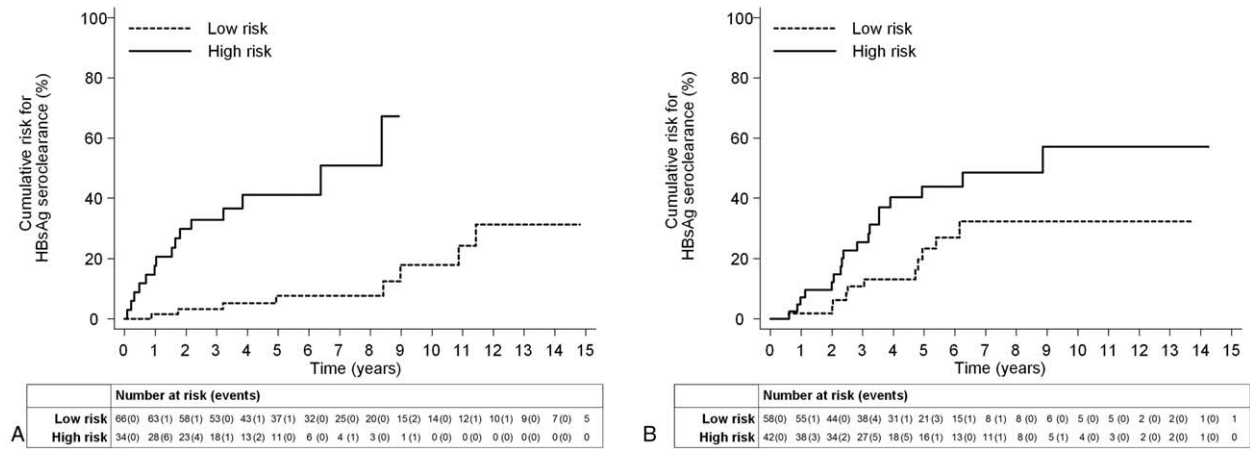 100
80
60
40
20
0
Cumulative risk for
HBsAg seroclearance (%)
Low risk
High risk
0 1 2 3 4 5 6 7 8 9 10 11 12 13 14 15
Time (years)
Number at risk (events)
Low risk 66(0) 63(1) 58(1) 53(0) 43(1) 37(1) 32(0) 25(0) 20(0) 15(2) 14(0) 12(1) 10(1) 9(0) 7(0) 5
High risk 34(0) 28(6) 23(4) 18(1) 13(2) 11(0) 6 (0) 4(1) 3(0) 1(1) 0(0) 0(0) 0(0) 0(0) 0(0) 0
A
100
80
60
40
20
0
Cumulative risk for
HBsAg seroclearance (%)
Low risk
High risk
0 1 2 3 4 5 6 7 8 9 10 11 12 13 14 15
Time (years)
Number at risk (events)
Low risk 58(0) 55(1) 44(0) 38(4) 31(1) 21(3) 15(1) 8(1) 8(0) 6 (0) 5(0) 5(0) 2 (0) 2(0) 1(0) 1
High risk 42(0) 38(3) 34(2) 27(5) 18(5) 16(1) 13(0) 11(1) 8(0) 5(1) 4(0) 3(0) 2(0) 2(0) 1(0) 0
B